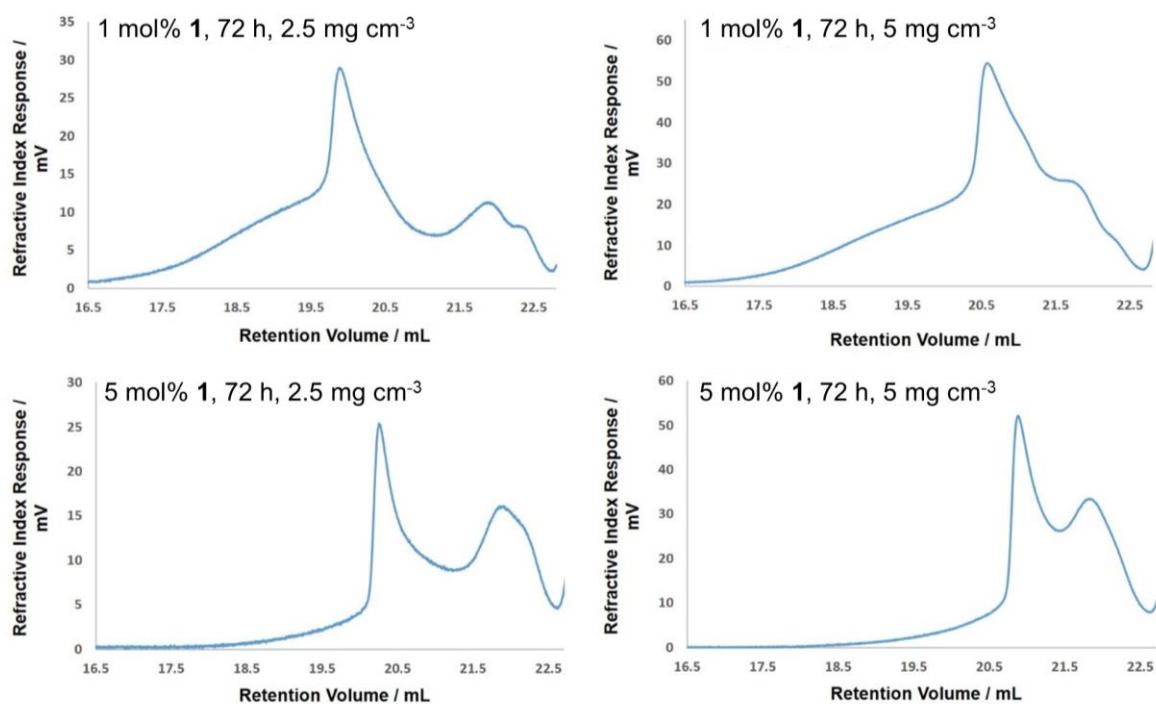 1 mol% 1, 72 h, 2.5 mg cm-3
Refractive Index Response /
mV
35
30
25
20
15
10
5
0
16.5 17.5 18.5 19.5 20.5 21.5 22.5
Retention Volume / mL
1 mol% 1, 72 h, 5 mg cm-3
Refractive Index Response /
mV
60
50
40
30
20
10
0
16.5 17.5 18.5 19.5 20.5 21.5 22.5
Retention Volume / mL
5 mol% 1, 72 h, 2.5 mg cm-3
Refractive Index Response /
mV
30
25
20
15
10
5
0
16.5 17.5 18.5 19.5 20.5 21.5 22.5
Retention Volume / mL
5 mol% 1, 72 h, 5 mg cm-3
Refractive Index Response /
mV
60
50
40
30
20
10
0
16.5 17.5 18.5 19.5 20.5 21.5 22.5
Retention Volume / mL